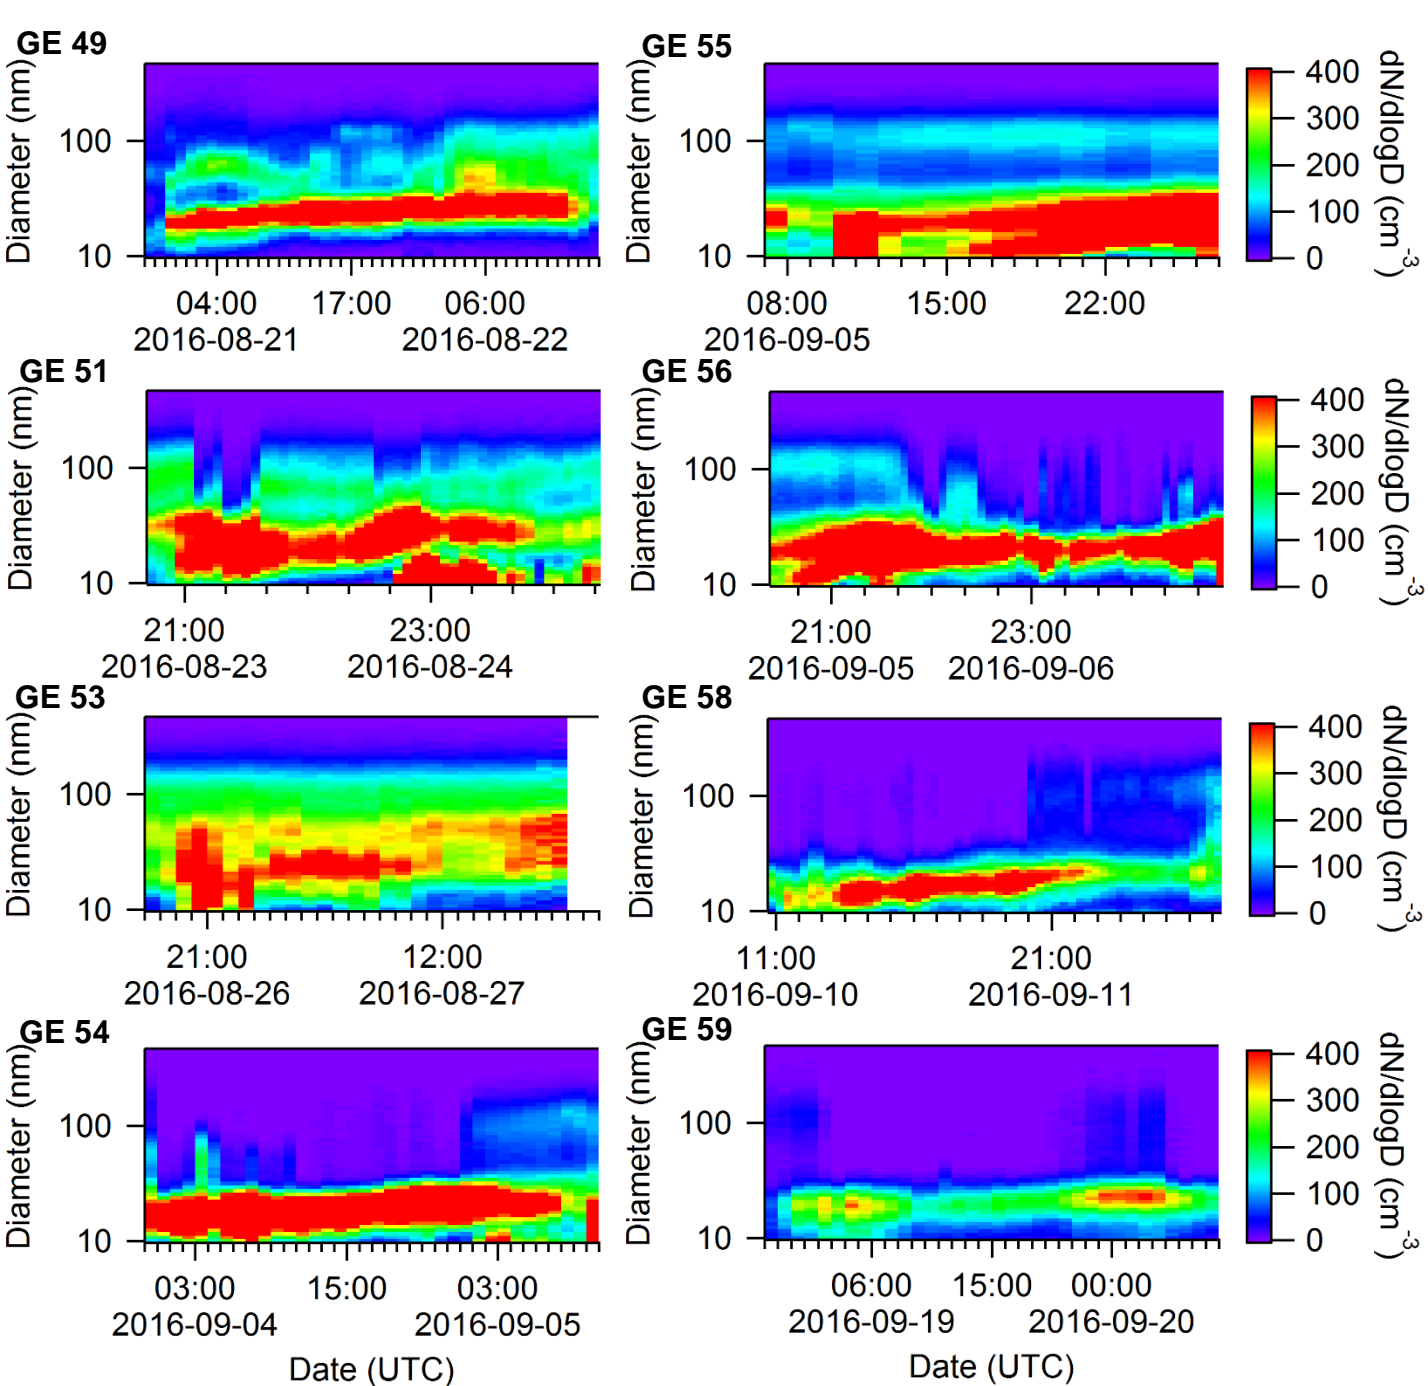 GE 49
Diameter (nm)
100
10
04:00 17:00 06:00
2016-08-21 2016-08-22
GE 55
Diameter (nm)
100
10
08:00 15:00 22:00
2016-09-05
400
300
200
100
0
dN/dlogD (cm⁻³)
GE 51
Diameter (nm)
100
10
21:00 23:00
2016-08-23 2016-08-24
GE 56
Diameter (nm)
100
10
21:00 23:00
2016-09-05 2016-09-06
400
300
200
100
0
dN/dlogD (cm⁻³)
GE 53
Diameter (nm)
100
10
21:00 12:00
2016-08-26 2016-08-27
GE 58
Diameter (nm)
100
10
11:00 21:00
2016-09-10 2016-09-11
400
300
200
100
0
dN/dlogD (cm⁻³)
GE 54
Diameter (nm)
100
10
03:00 15:00 03:00
2016-09-04 2016-09-05
Date (UTC)
GE 59
Diameter (nm)
100
10
06:00 15:00 00:00
2016-09-19 2016-09-20
Date (UTC)
400
300
200
100
0
dN/dlogD (cm⁻³)